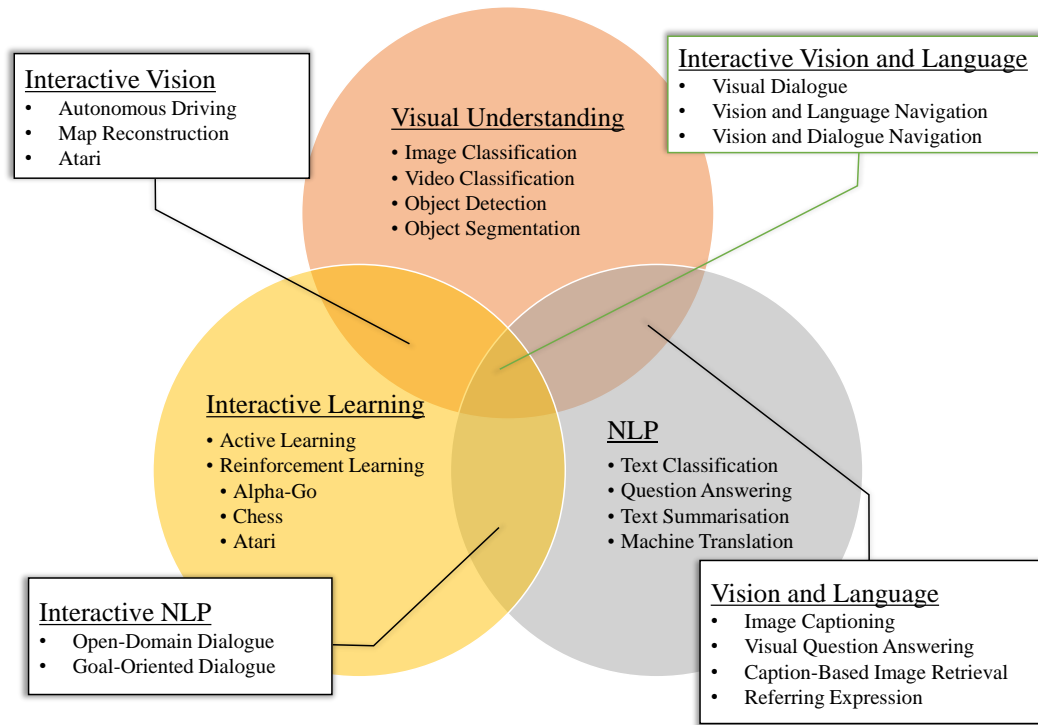 Interactive Vision
• Autonomous Driving
• Map Reconstruction
• Atari
Visual Understanding
• Image Classification
• Video Classification
• Object Detection
• Object Segmentation
Interactive Vision and Language
• Visual Dialogue
• Vision and Language Navigation
• Vision and Dialogue Navigation
Interactive Learning
• Active Learning
• Reinforcement Learning
• Alpha-Go
• Chess
• Atari
NLP
• Text Classification
• Question Answering
• Text Summarisation
• Machine Translation
Interactive NLP
• Open-Domain Dialogue
• Goal-Oriented Dialogue
Vision and Language
• Image Captioning
• Visual Question Answering
• Caption-Based Image Retrieval
• Referring Expression